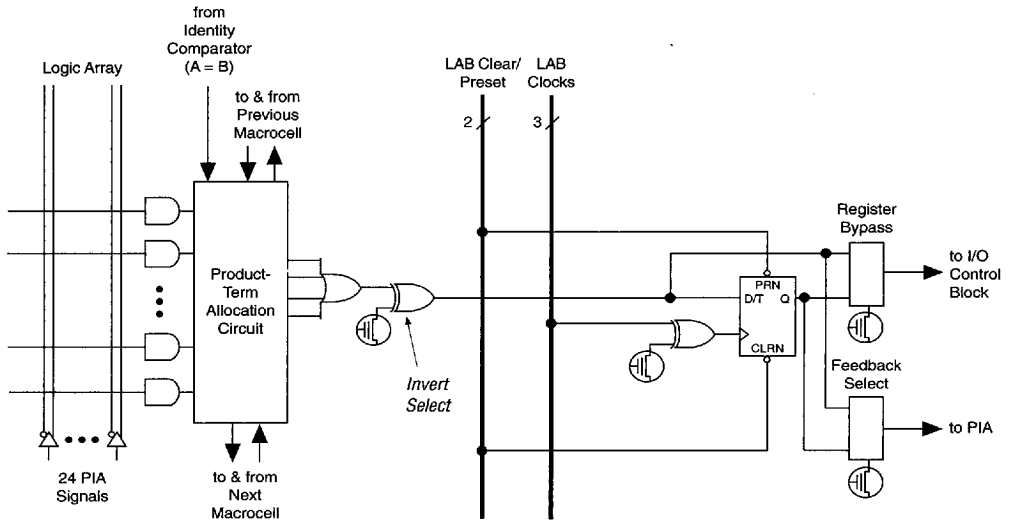 from
Identity
Comparator
(A = B)
Logic Array
to & from
Previous
Macrocell
LAB Clear/
Preset
LAB
Clocks
2
3
Product-
Term
Allocation
Circuit
Invert
Select
PRN
D/T Q
CLRN
Register
Bypass
to I/O
Control
Block
Feedback
Select
to PIA
24 PIA
Signals
to & from
Next
Macrocell